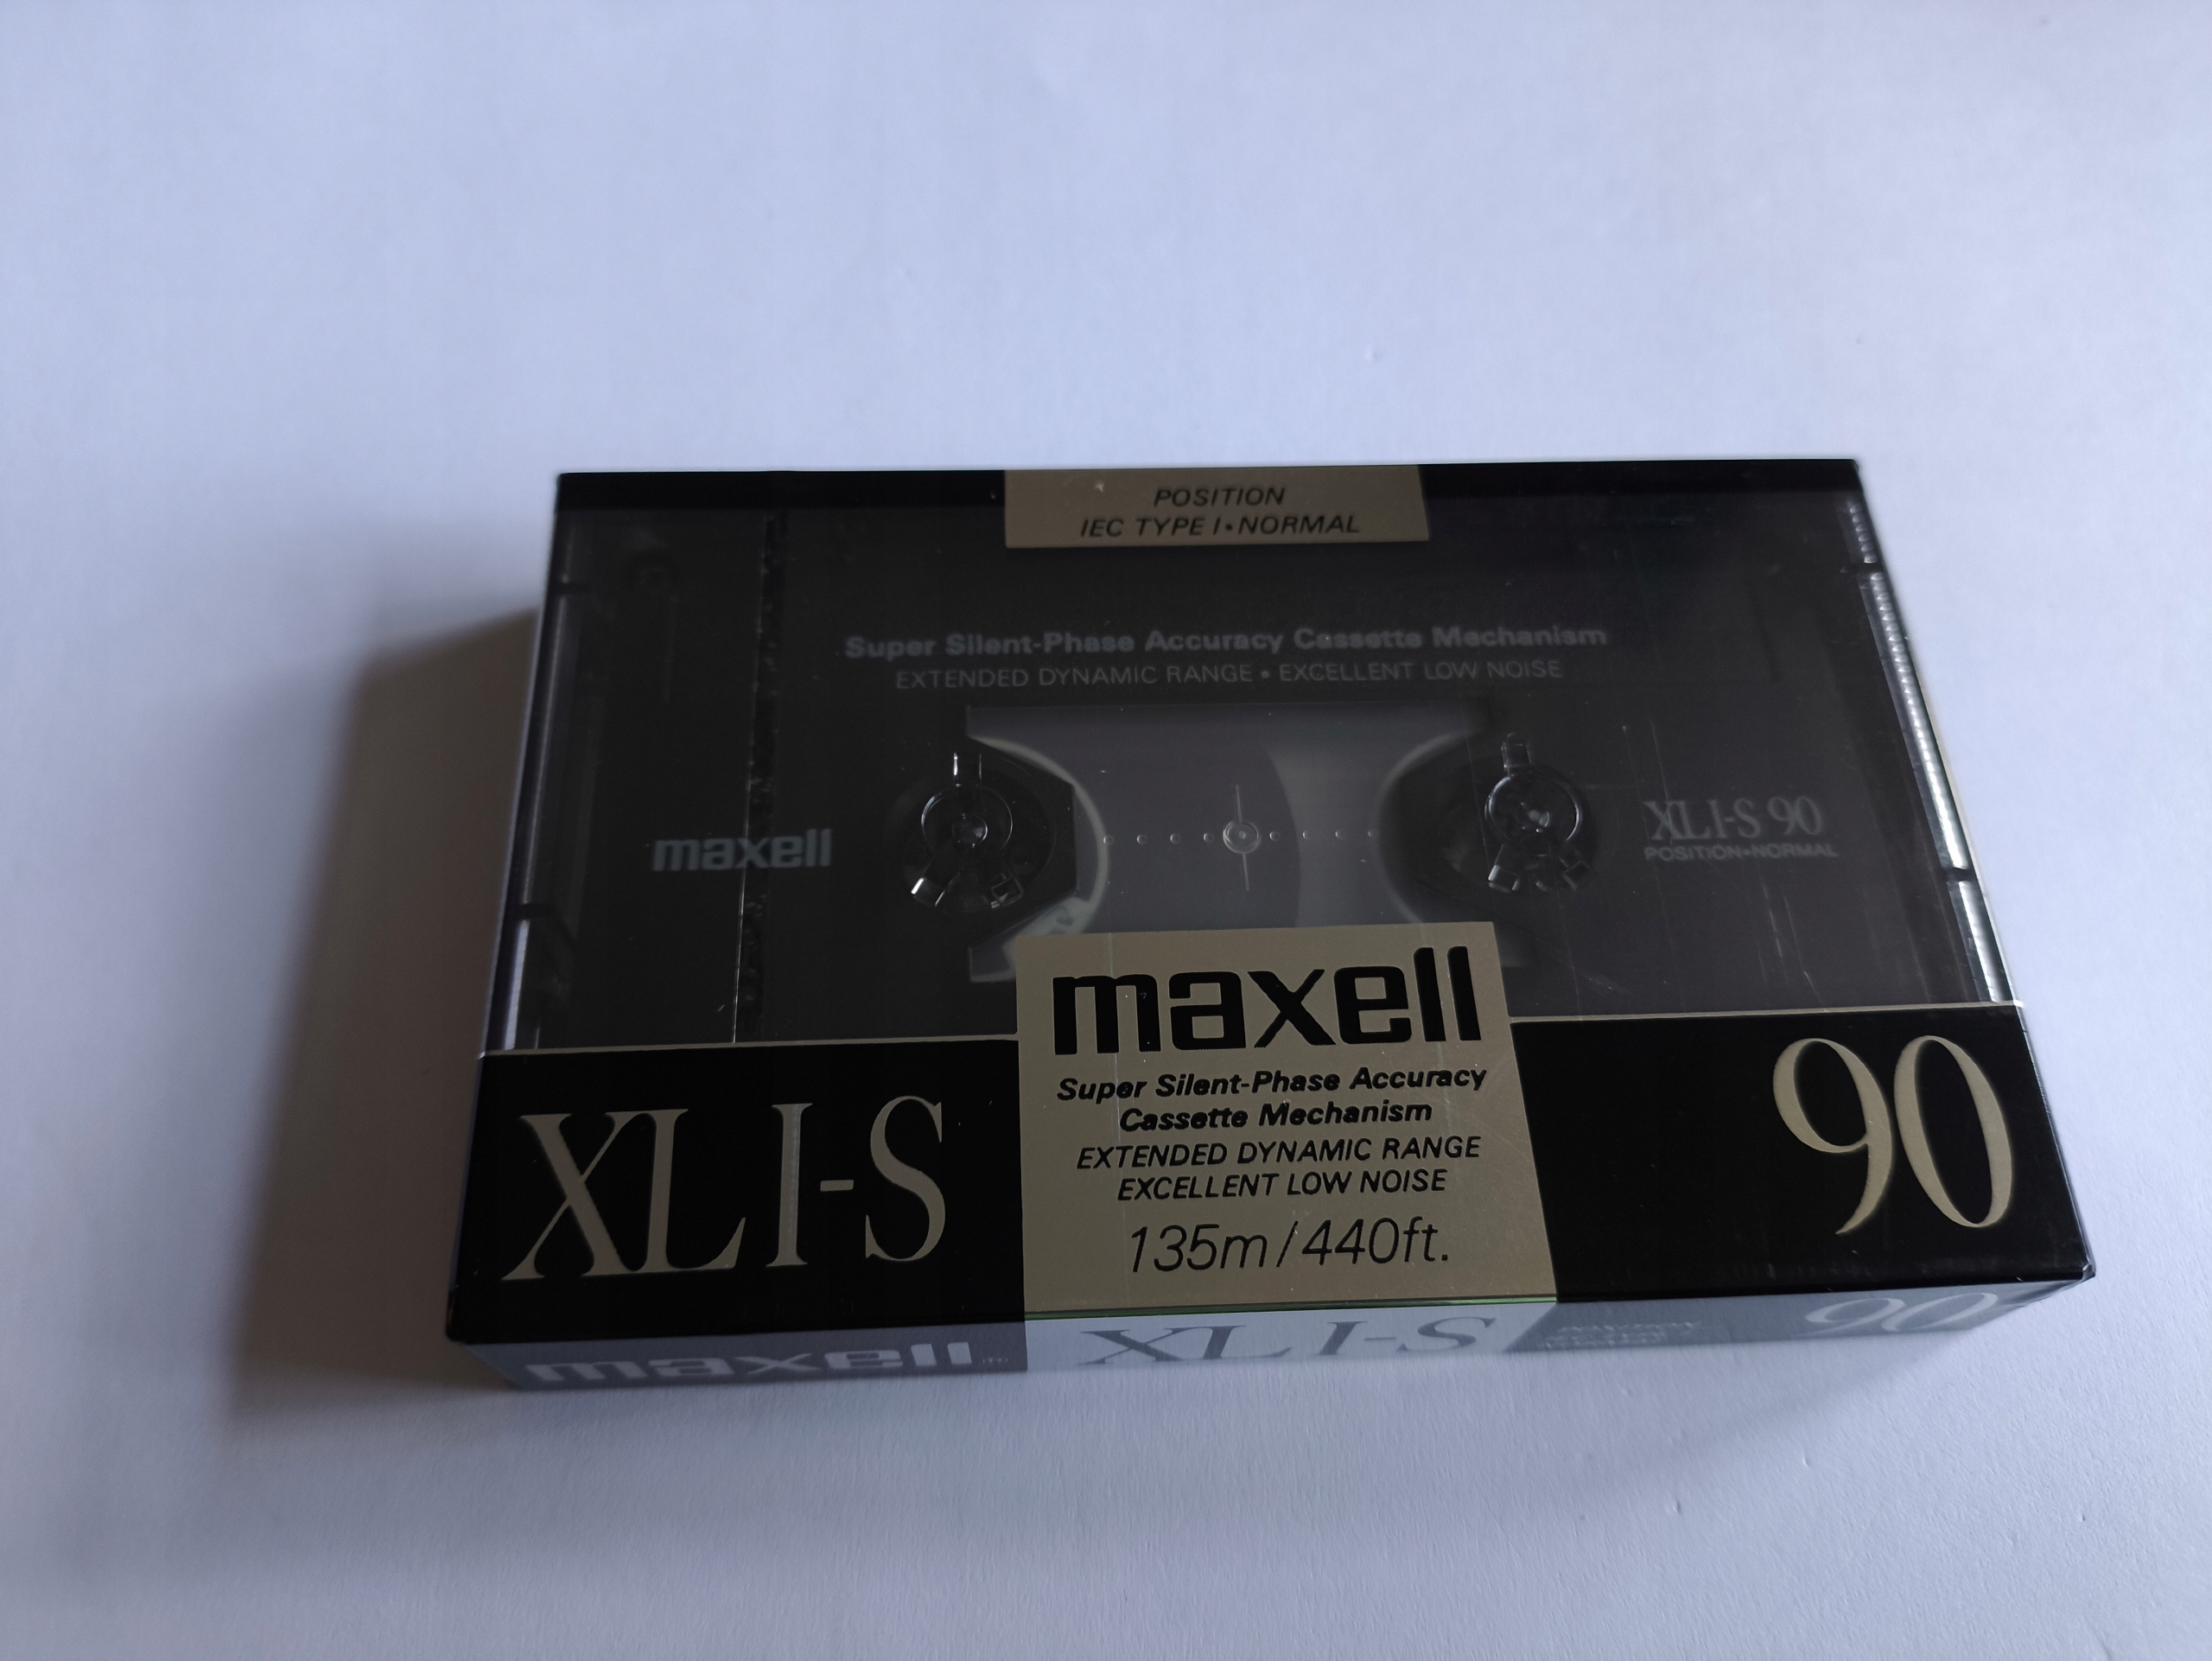 POSITION
IEC TYPE I•NORMAL
Super Silent-Phase Accuracy Cassette Mechanism
EXTENDED DYNAMIC RANGE • EXCELLENT LOW NOISE
maxell
XLI-S 90
POSITION•NORMAL
maxell
Super Silent-Phase Accuracy
Cassette Mechanism
EXTENDED DYNAMIC RANGE
EXCELLENT LOW NOISE
135m/440ft.
XLI-S
90
maxell
XLI-S
90